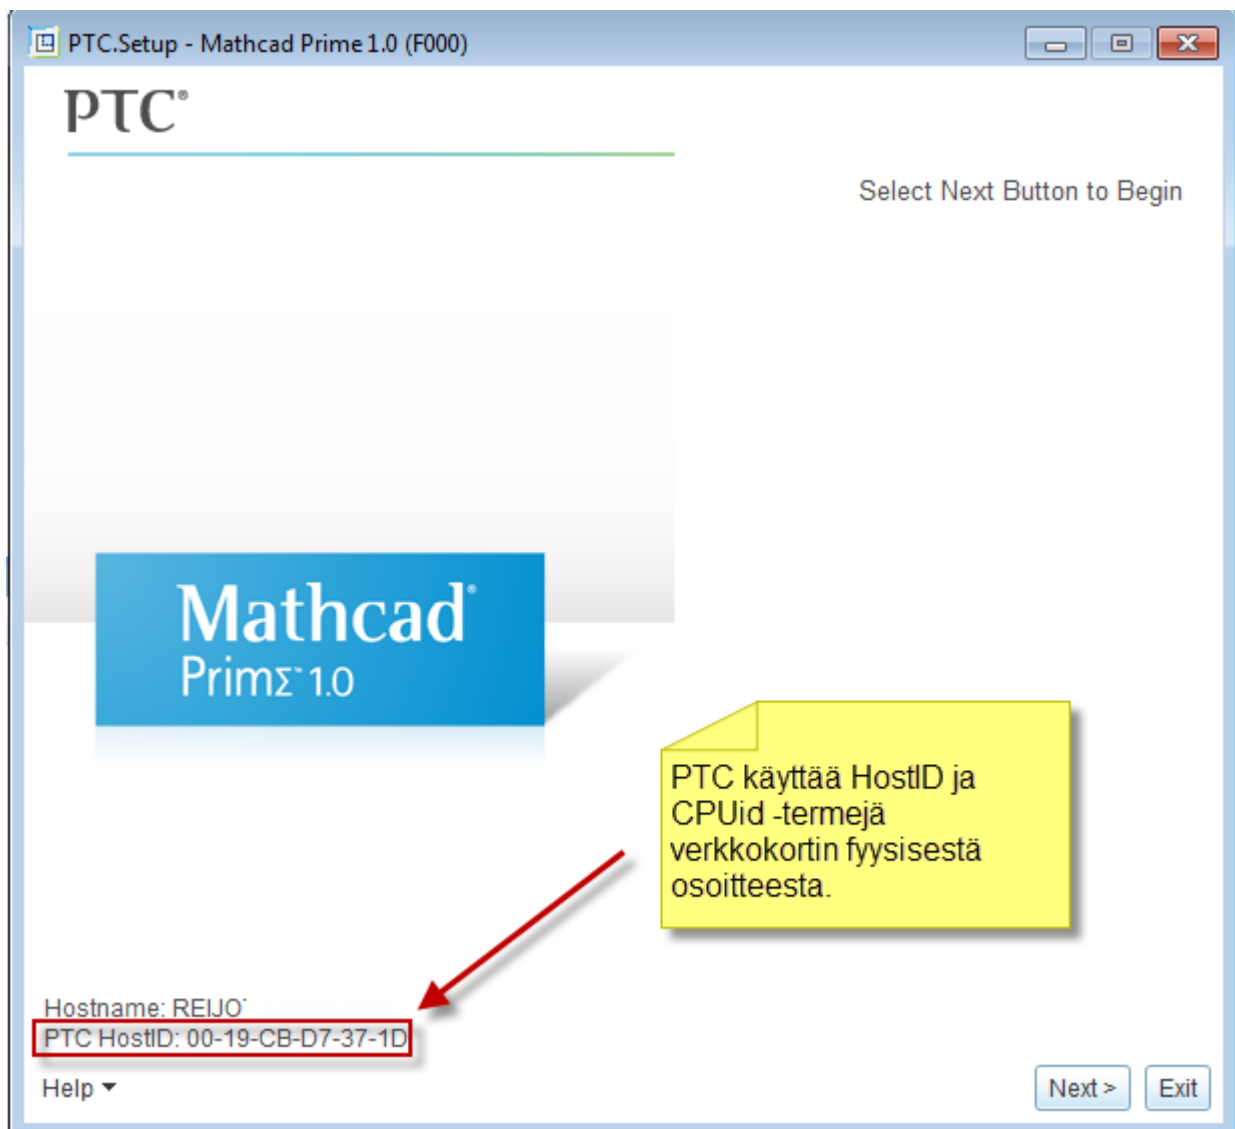 PTC.Setup - Mathcad Prime 1.0 (F000)
PTC®
Select Next Button to Begin
Mathcad®
PrimΣ™ 1.0
PTC käyttää HostID ja
CPUid -termejä
verkkokortin fyysisestä
osoitteesta.
Hostname: REIJO
PTC HostID: 00-19-CB-D7-37-1D
Help
Next >
Exit